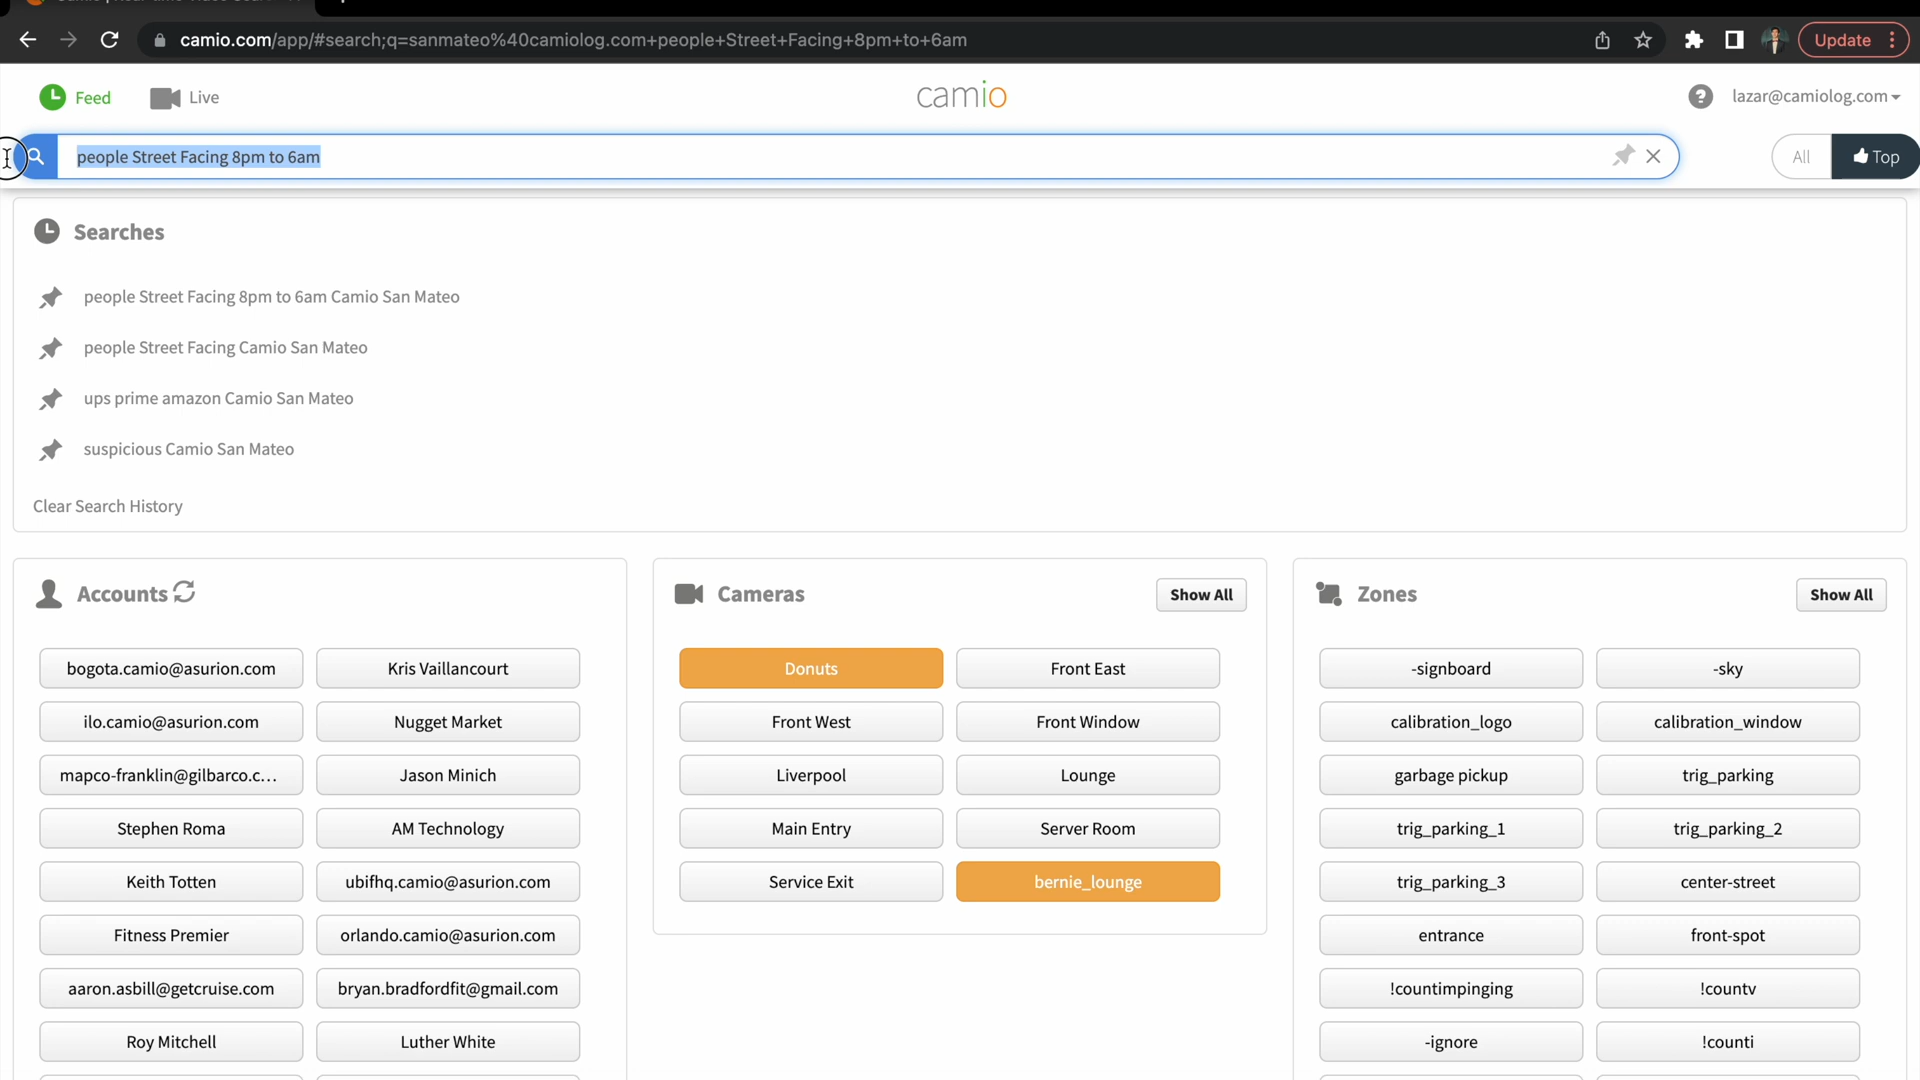 camio.com/app/#search;q=sanmateo%40camiolog.com+people+Street+Facing+8pm+to+6am
Update
Feed
Live
camio
?
lazar@camiolog.com
people Street Facing 8pm to 6am
All
Top
Searches
people Street Facing 8pm to 6am Camio San Mateo
people Street Facing Camio San Mateo
ups prime amazon Camio San Mateo
suspicious Camio San Mateo
Clear Search History
Accounts
bogota.camio@asurion.com
Kris Vaillancourt
ilo.camio@asurion.com
Nugget Market
mapco-franklin@gilbarco.c...
Jason Minich
Stephen Roma
AM Technology
Keith Totten
ubifhq.camio@asurion.com
Fitness Premier
orlando.camio@asurion.com
aaron.asbill@getcruise.com
bryan.bradfordfit@gmail.com
Roy Mitchell
Luther White
Cameras
Show All
Donuts
Front East
Front West
Front Window
Liverpool
Lounge
Main Entry
Server Room
Service Exit
bernie_lounge
Zones
Show All
-signboard
-sky
calibration_logo
calibration_window
garbage pickup
trig_parking
trig_parking_1
trig_parking_2
trig_parking_3
center-street
entrance
front-spot
!countimpinging
!countv
-ignore
!counti